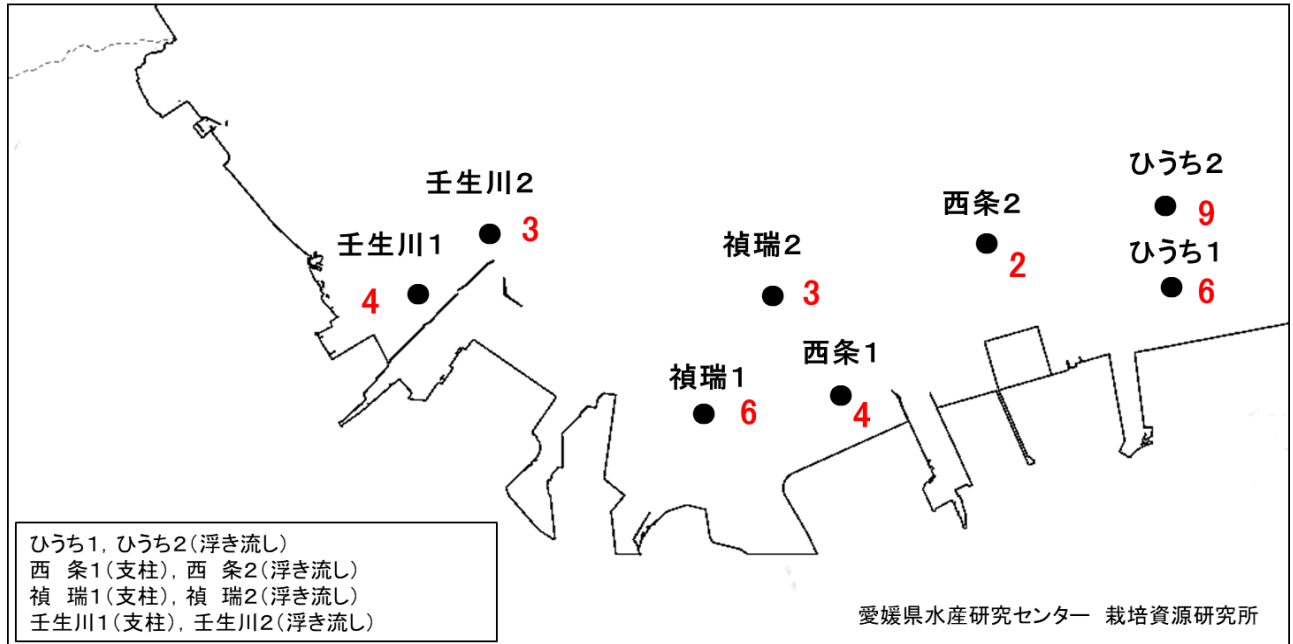 ひうち2
9
壬生川2
3
西条2
2
壬生川1
4
禎瑞2
3
ひうち1
6
西条1
4
禎瑞1
6
ひうち1, ひうち2(浮き流し)
西 条1(支柱), 西 条2(浮き流し)
禎 瑞1(支柱), 禎 瑞2(浮き流し)
壬生川1(支柱), 壬生川2(浮き流し)
愛媛県水産研究センター 栽培資源研究所